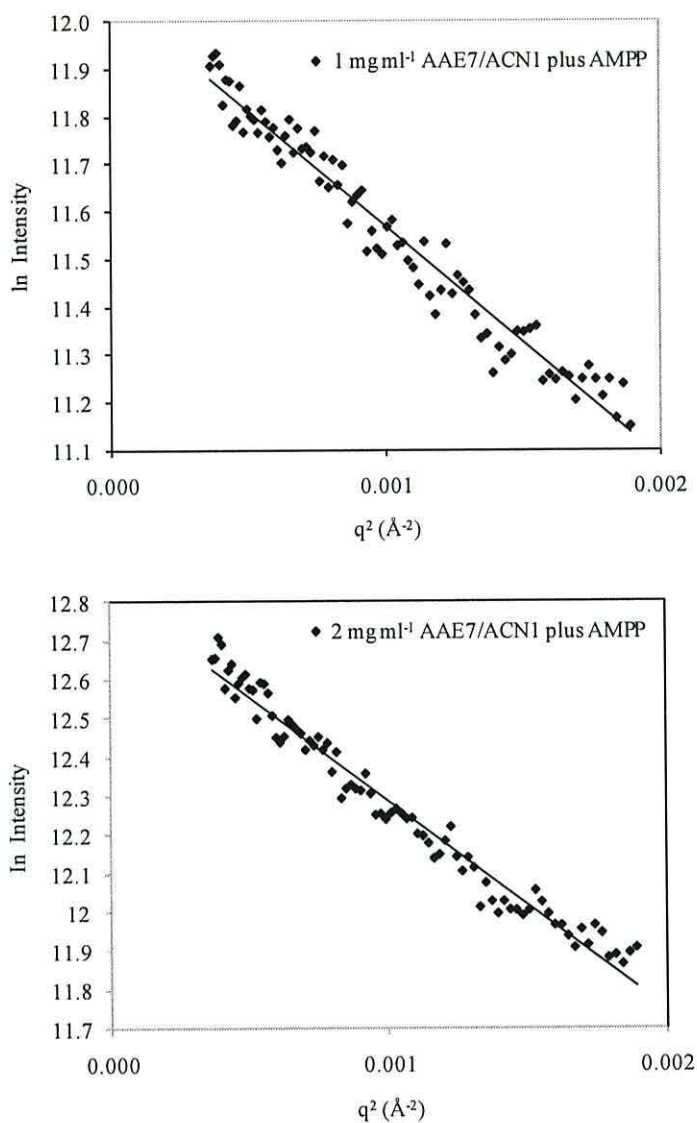 12.0
◆ 1 mg ml⁻¹ AAE7/ACN1 plus AMPP
11.9
11.8
11.7
11.6
11.5
11.4
11.3
11.2
11.1
ln Intensity
0.000 0.001 0.002
q² (Å⁻²)
12.8
◆ 2 mg ml⁻¹ AAE7/ACN1 plus AMPP
12.7
12.6
12.5
12.4
12.3
12.2
12.1
12
11.9
11.8
11.7
ln Intensity
0.000 0.001 0.002
q² (Å⁻²)